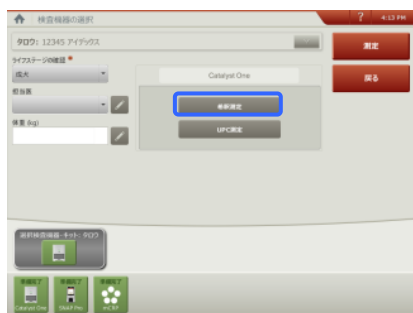 検査機器の選択
? 4:13 PM
タロウ: 12345 アイデックス
測定
ライフステージの確認 *
成犬
Catalyst One
戻る
担当医
希釈測定
体重 (kg)
UPC測定
選択検査機器-キット: タロウ
準備完了 準備完了 準備完了
Catalyst One SNAP Pro